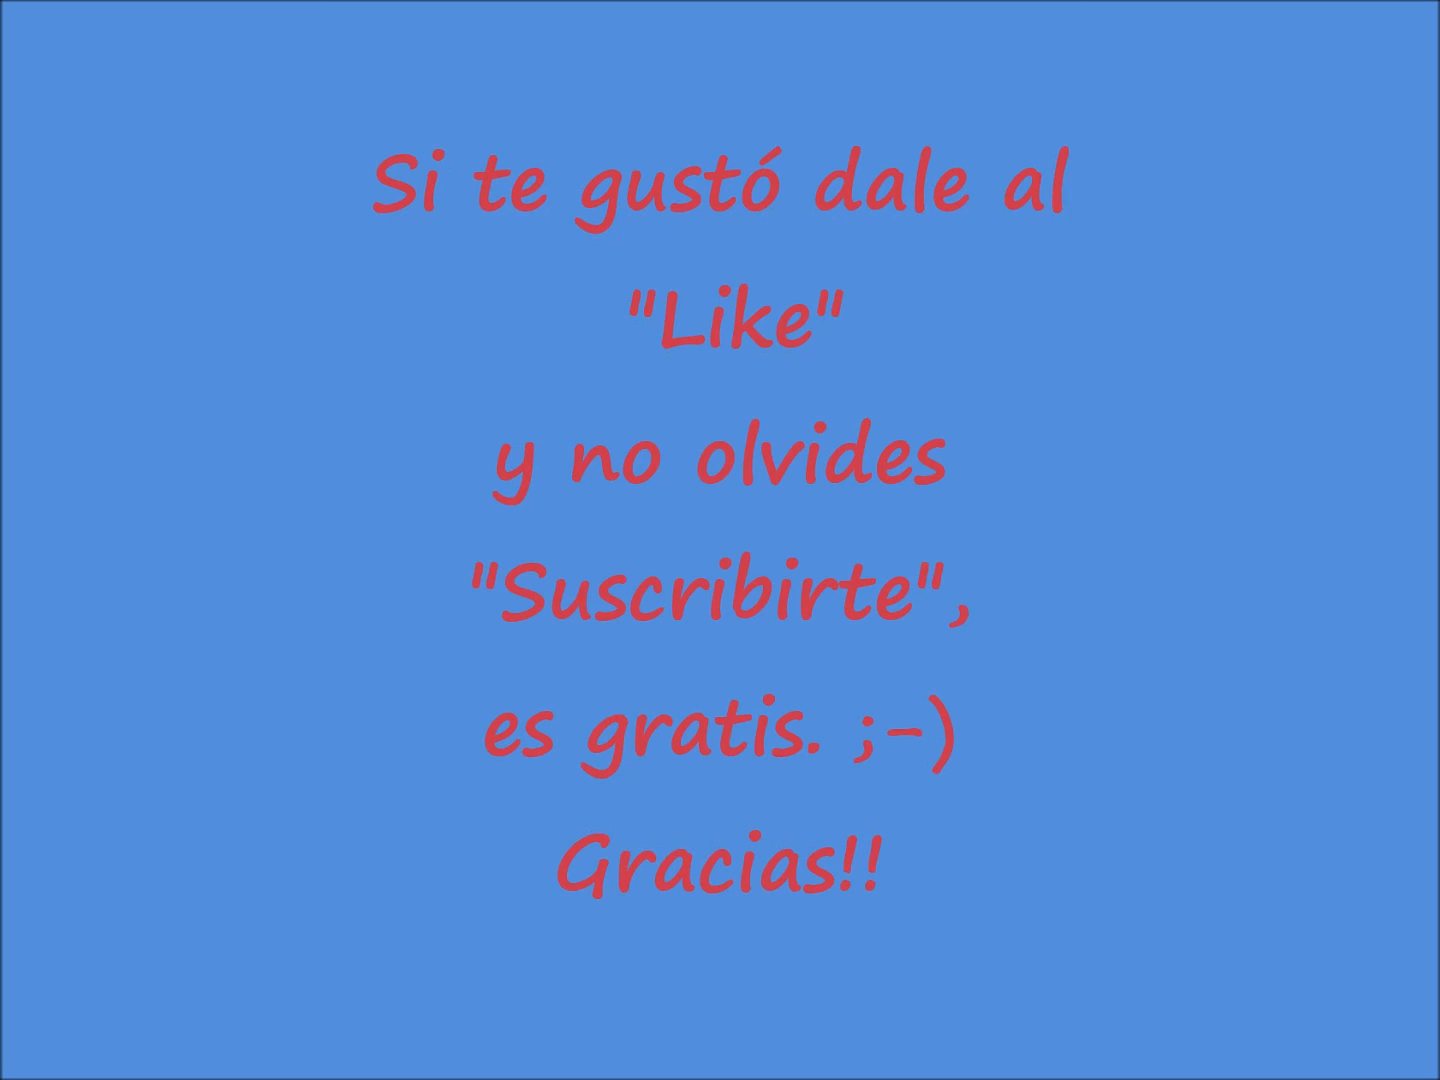 Si te gustó dale al
"Like"
y no olvides
"Suscribirte",
es gratis. ;-)
Gracias!!